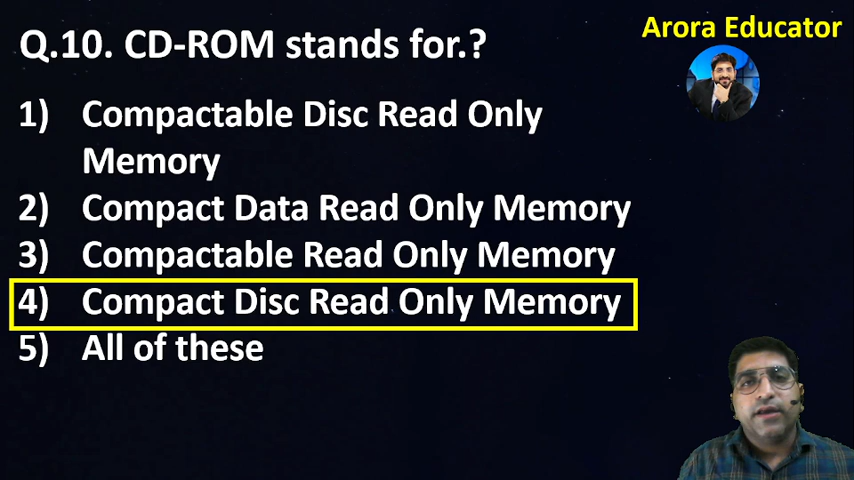 Arora Educator
Q.10. CD-ROM stands for.?
1) Compactable Disc Read Only
Memory
2) Compact Data Read Only Memory
3) Compactable Read Only Memory
4) Compact Disc Read Only Memory
5) All of these